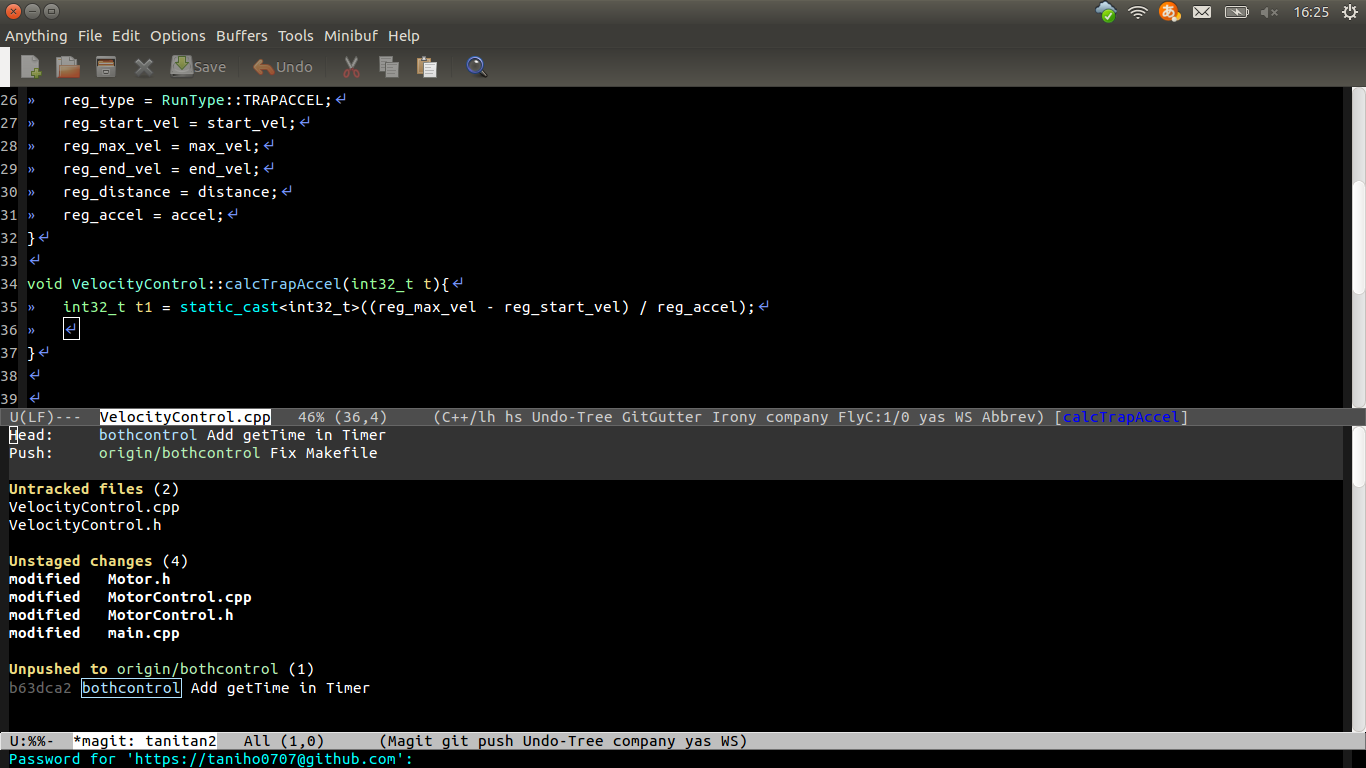 あ 16:25
Anything File Edit Options Buffers Tools Minibuf Help
Save Undo
26 » reg_type = RunType::TRAPACCEL;↵
27 » reg_start_vel = start_vel;↵
28 » reg_max_vel = max_vel;↵
29 » reg_end_vel = end_vel;↵
30 » reg_distance = distance;↵
31 » reg_accel = accel;↵
32 }↵
33 ↵
34 void VelocityControl::calcTrapAccel(int32_t t){↵
35 » int32_t t1 = static_cast<int32_t>((reg_max_vel - reg_start_vel) / reg_accel);↵
36 » ↵
37 }↵
38 ↵
39 ↵
U(LF)--- VelocityControl.cpp 46% (36,4) (C++/lh hs Undo-Tree GitGutter Irony company FlyC:1/0 yas WS Abbrev) [calcTrapAccel]
Head: bothcontrol Add getTime in Timer
Push: origin/bothcontrol Fix Makefile
Untracked files (2)
VelocityControl.cpp
VelocityControl.h
Unstaged changes (4)
modified Motor.h
modified MotorControl.cpp
modified MotorControl.h
modified main.cpp
Unpushed to origin/bothcontrol (1)
b63dca2 bothcontrol Add getTime in Timer
U:%%- *magit: tanitan2 All (1,0) (Magit git push Undo-Tree company yas WS)
Password for 'https://taniho0707@github.com':